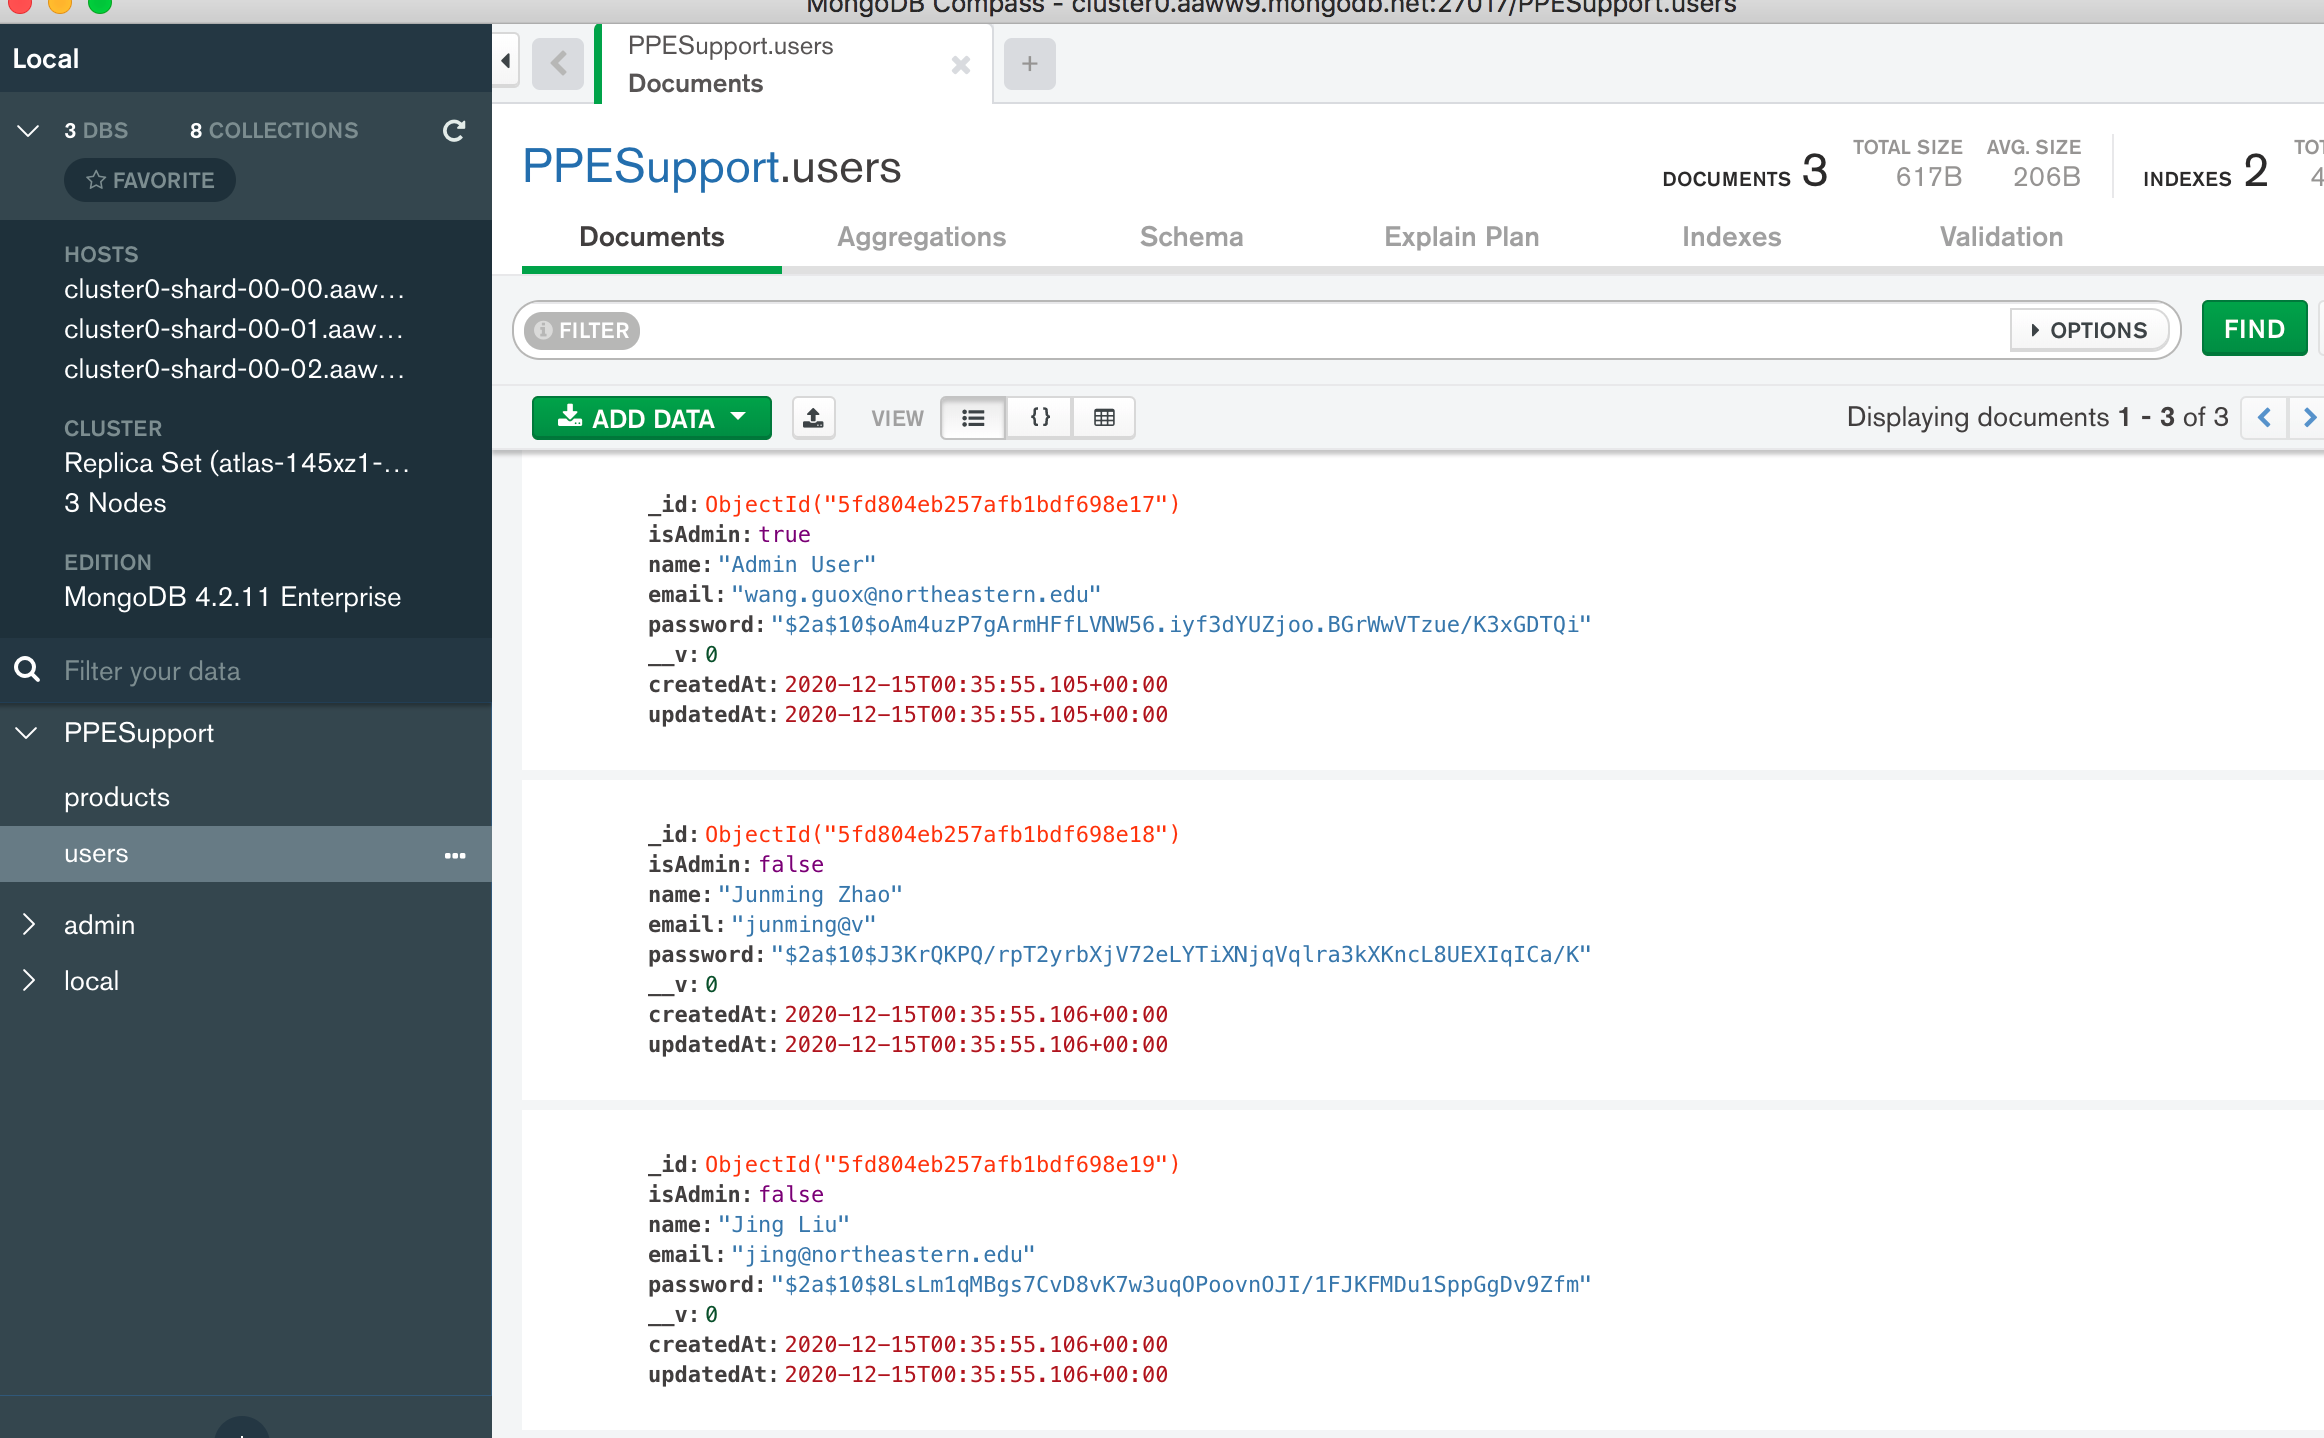 MongoDB Compass - cluster0.aaww9.mongodb.net:27017/PPESupport.users
Local
3 DBS 8 COLLECTIONS
FAVORITE
HOSTS
cluster0-shard-00-00.aaw...
cluster0-shard-00-01.aaw...
cluster0-shard-00-02.aaw...
CLUSTER
Replica Set (atlas-145xz1-...
3 Nodes
EDITION
MongoDB 4.2.11 Enterprise
Filter your data
PPESupport
products
users
admin
local
PPESupport.users
Documents
PPESupport.users
DOCUMENTS 3
TOTAL SIZE 617B
AVG. SIZE 206B
INDEXES 2
Documents Aggregations Schema Explain Plan Indexes Validation
FILTER OPTIONS FIND
ADD DATA VIEW {} Displaying documents 1 - 3 of 3
_id: ObjectId("5fd804eb257afb1bdf698e17")
isAdmin: true
name: "Admin User"
email: "wang.guox@northeastern.edu"
password: "$2a$10$oAm4uzP7gArmHFfLVNW56.iyf3dYUZjoo.BGrWwVTzue/K3xGDTQi"
__v: 0
createdAt: 2020-12-15T00:35:55.105+00:00
updatedAt: 2020-12-15T00:35:55.105+00:00
_id: ObjectId("5fd804eb257afb1bdf698e18")
isAdmin: false
name: "Junming Zhao"
email: "junming@v"
password: "$2a$10$J3KrQKPQ/rpT2yrbXjV72eLYTiXNjqVqlra3kXKncL8UEXIqICa/K"
__v: 0
createdAt: 2020-12-15T00:35:55.106+00:00
updatedAt: 2020-12-15T00:35:55.106+00:00
_id: ObjectId("5fd804eb257afb1bdf698e19")
isAdmin: false
name: "Jing Liu"
email: "jing@northeastern.edu"
password: "$2a$10$8LsLm1qMBgs7CvD8vK7w3uqOPoovnOJI/1FJKFMDu1SppGgDv9Zfm"
__v: 0
createdAt: 2020-12-15T00:35:55.106+00:00
updatedAt: 2020-12-15T00:35:55.106+00:00